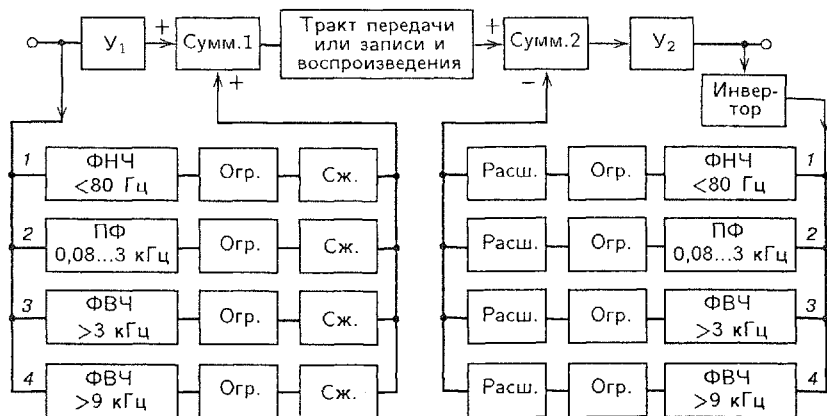 Тракт передачи
или записи и
воспроизведения
У₁
+
Сумм.1
+
+
Сумм.2
−
У₂
Инвер-
тор
1
ФНЧ
<80 Гц
Огр.
Сж.
Расш.
Огр.
ФНЧ
<80 Гц
1
2
ПФ
0,08...3 кГц
Огр.
Сж.
Расш.
Огр.
ПФ
0,08...3 кГц
2
3
ФВЧ
>3 кГц
Огр.
Сж.
Расш.
Огр.
ФВЧ
>3 кГц
3
4
ФВЧ
>9 кГц
Огр.
Сж.
Расш.
Огр.
ФВЧ
>9 кГц
4